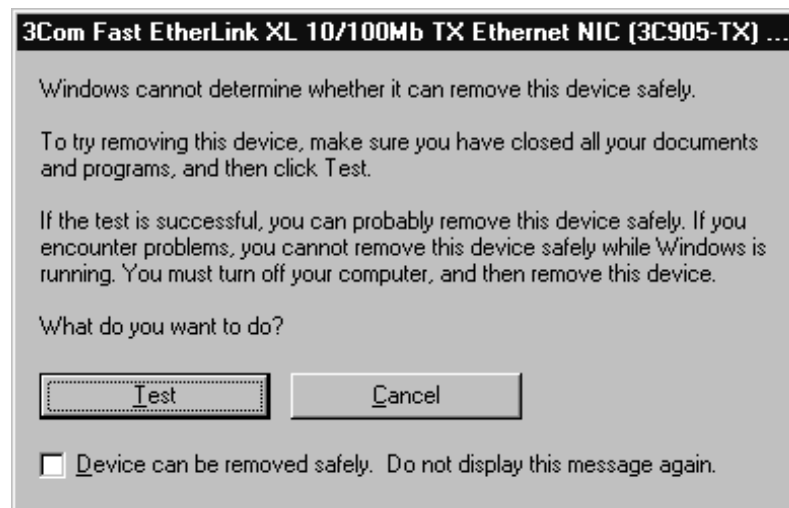 3Com Fast EtherLink XL 10/100Mb TX Ethernet NIC (3C905-TX) ...
Windows cannot determine whether it can remove this device safely.
To try removing this device, make sure you have closed all your documents
and programs, and then click Test.
If the test is successful, you can probably remove this device safely. If you
encounter problems, you cannot remove this device safely while Windows is
running. You must turn off your computer, and then remove this device.
What do you want to do?
Test
Cancel
Device can be removed safely. Do not display this message again.